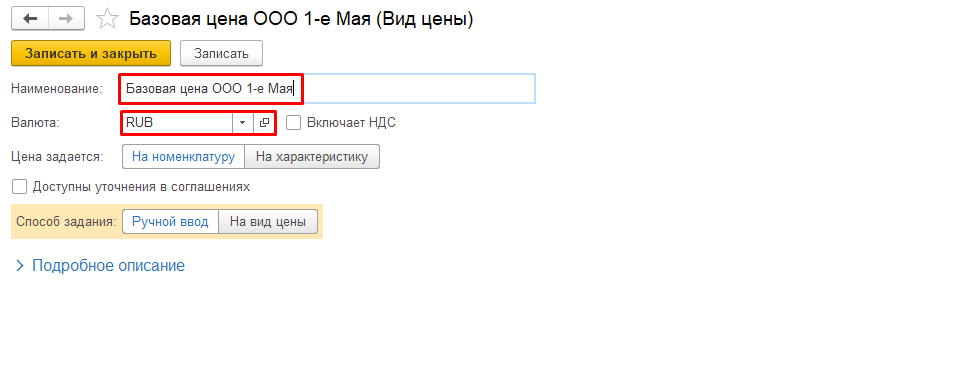 Базовая цена ООО 1-е Мая (Вид цены)
Записать и закрыть Записать
Наименование: Базовая цена ООО 1-е Мая
Валюта: RUB Включает НДС
Цена задается: На номенклатуру На характеристику
Доступны уточнения в соглашениях
Способ задания: Ручной ввод На вид цены
Подробное описание